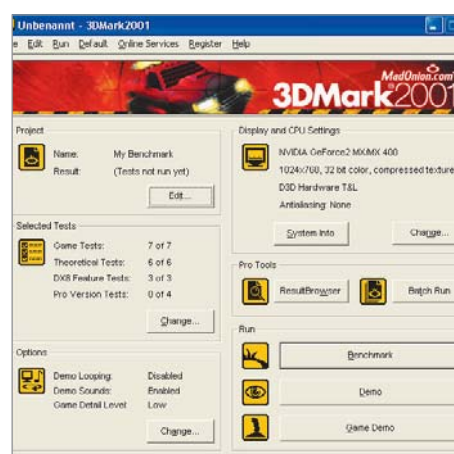 Unbenannt - 3DMark2001
Edit Run Default Online Services Register Help
MadOnion.com
3DMark2001
Project
Name: My Benchmark
Result: (Tests not run yet)
Edit...
Selected Tests
Game Tests: 7 of 7
Theoretical Tests: 6 of 6
DX8 Feature Tests: 3 of 3
Pro Version Tests: 0 of 4
Change...
Options
Demo Looping: Disabled
Demo Sounds: Enabled
Game Detail Level: Low
Change...
Display and CPU Settings
NVIDIA GeForce2 MX/MX 400
1024x768, 32 bit color, compressed texture
D3D Hardware T&L
Antialiasing: None
System Info
Change...
Pro Tools
ResultBrowser
Batch Run
Run
Benchmark
Demo
Game Demo